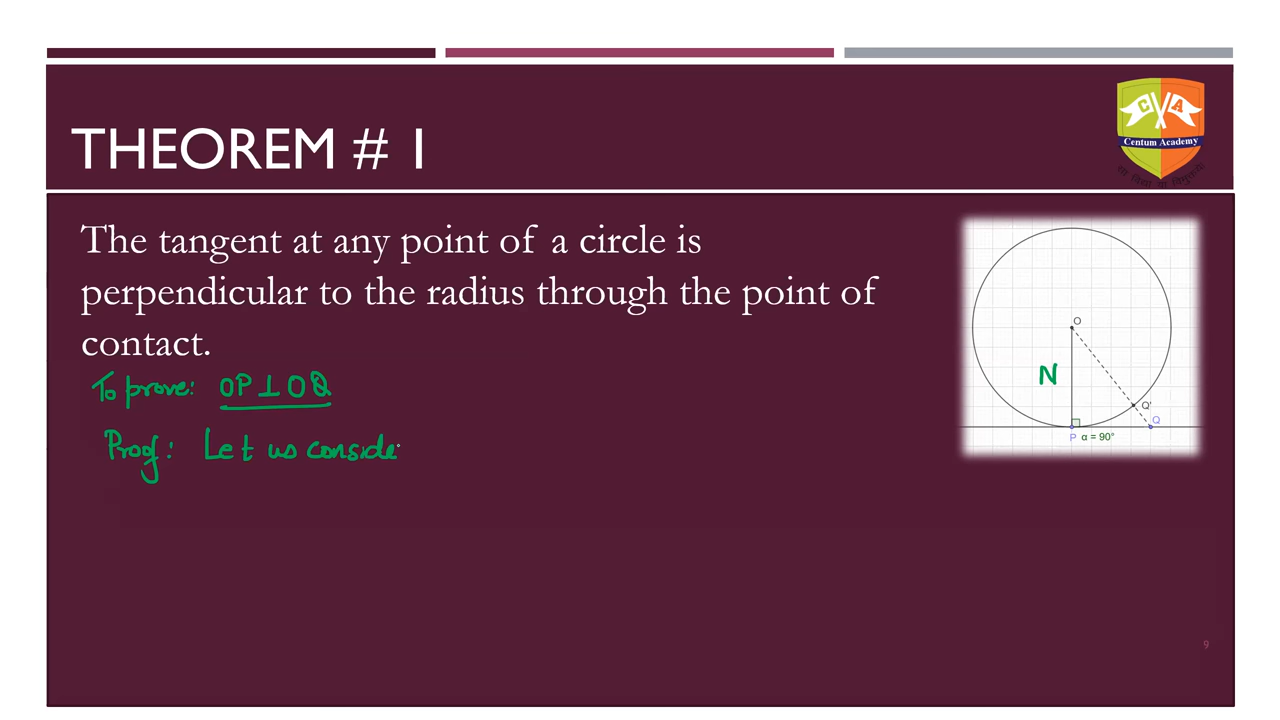 THEOREM # 1
C A
Centum Academy
The tangent at any point of a circle is
perpendicular to the radius through the point of
contact.
To prove: OP ⊥ OQ
Proof: Let us conside
O
N
Q'
Q
P α = 90°
9